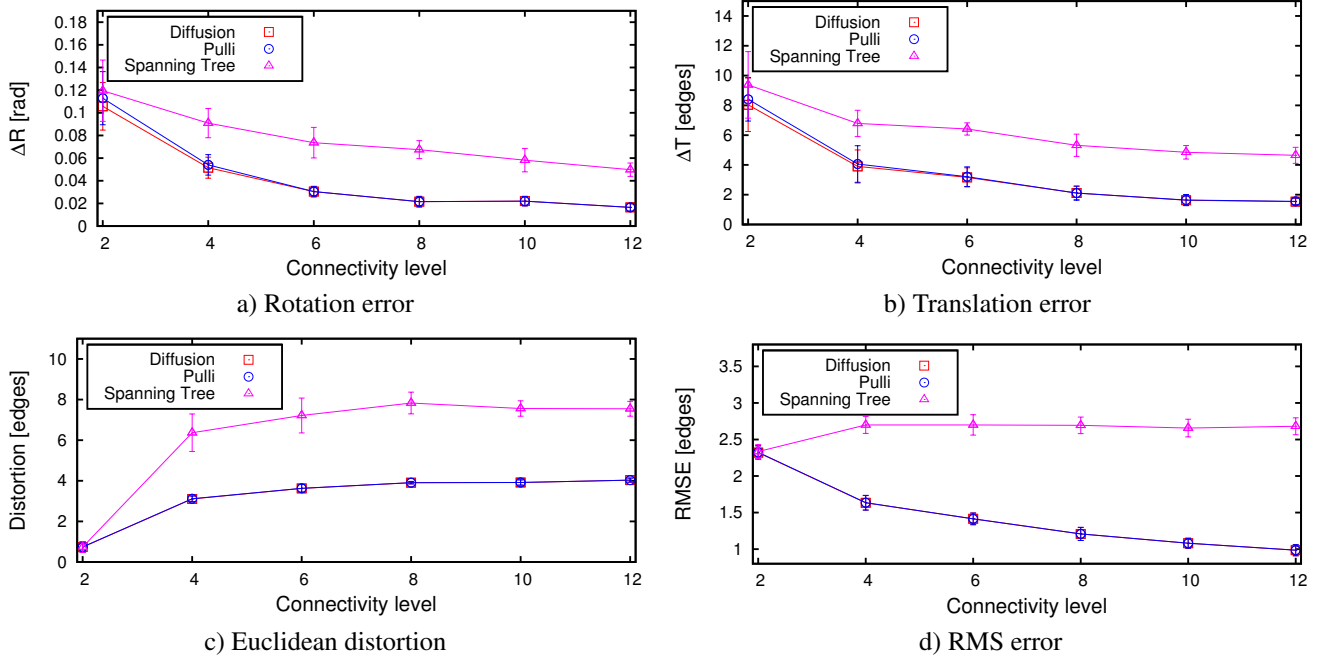 0.18
0.16
0.14
0.12
0.1
0.08
0.06
0.04
0.02
0
ΔR [rad]
Diffusion
Pulli
Spanning Tree
2 4 6 8 10 12
Connectivity level
a) Rotation error
14
12
10
8
6
4
2
0
ΔT [edges]
Diffusion
Pulli
Spanning Tree
2 4 6 8 10 12
Connectivity level
b) Translation error
10
8
6
4
2
0
Distortion [edges]
Diffusion
Pulli
Spanning Tree
2 4 6 8 10 12
Connectivity level
c) Euclidean distortion
3.5
3
2.5
2
1.5
1
RMSE [edges]
Diffusion
Pulli
Spanning Tree
2 4 6 8 10 12
Connectivity level
d) RMS error